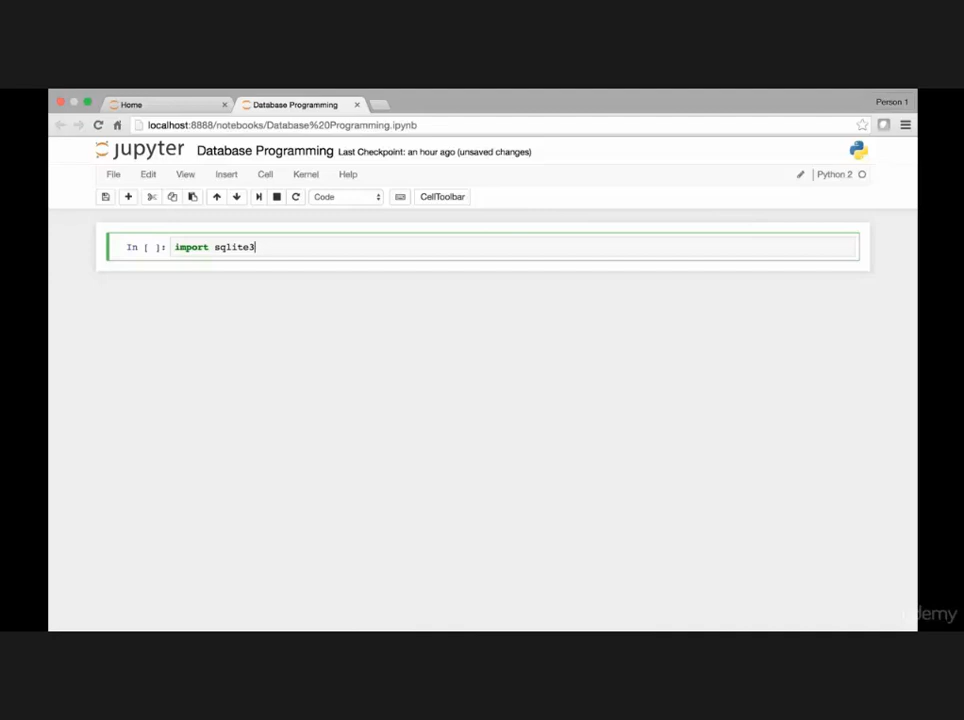 Home
Database Programming
Person 1
localhost:8888/notebooks/Database%20Programming.ipynb
jupyter Database Programming Last Checkpoint: an hour ago (unsaved changes)
File Edit View Insert Cell Kernel Help
Python 2
Code
CellToolbar
In [ ]: import sqlite3
udemy